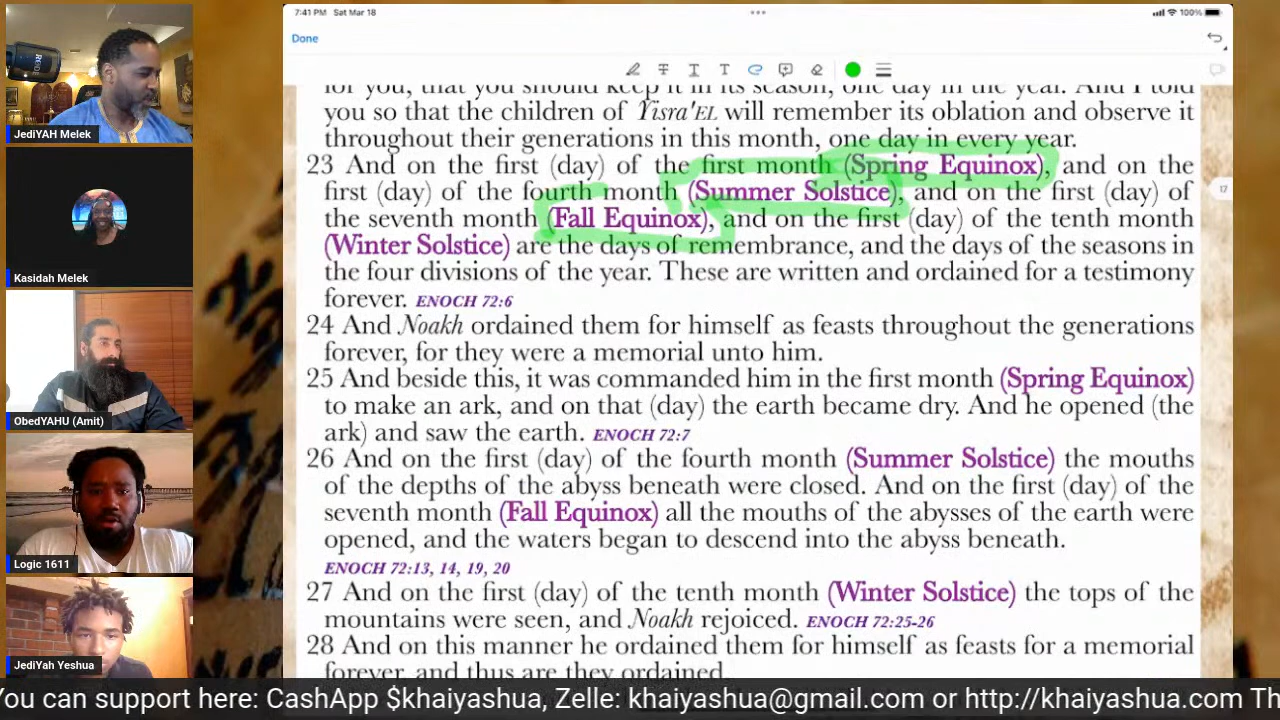 7:41 PM Sat Mar 18
100%
Done
for you, that you should keep it in its season, one day in the year. And I told
you so that the children of Yisra'EL will remember its oblation and observe it
throughout their generations in this month, one day in every year.
23 And on the first (day) of the first month (Spring Equinox), and on the
first (day) of the fourth month (Summer Solstice), and on the first (day) of
the seventh month (Fall Equinox), and on the first (day) of the tenth month
(Winter Solstice) are the days of remembrance, and the days of the seasons in
the four divisions of the year. These are written and ordained for a testimony
forever. ENOCH 72:6
24 And Noakh ordained them for himself as feasts throughout the generations
forever, for they were a memorial unto him.
25 And beside this, it was commanded him in the first month (Spring Equinox)
to make an ark, and on that (day) the earth became dry. And he opened (the
ark) and saw the earth. ENOCH 72:7
26 And on the first (day) of the fourth month (Summer Solstice) the mouths
of the depths of the abyss beneath were closed. And on the first (day) of the
seventh month (Fall Equinox) all the mouths of the abysses of the earth were
opened, and the waters began to descend into the abyss beneath.
ENOCH 72:13, 14, 19, 20
27 And on the first (day) of the tenth month (Winter Solstice) the tops of the
mountains were seen, and Noakh rejoiced. ENOCH 72:25-26
28 And on this manner he ordained them for himself as feasts for a memorial
forever, and thus are they ordained.
17
JediYAH Melek
Kasidah Melek
ObedYAHU (Amit)
Logic 1611
JediYah Yeshua
You can support here: CashApp $khaiyashua, Zelle: khaiyashua@gmail.com or http://khaiyashua.com Th